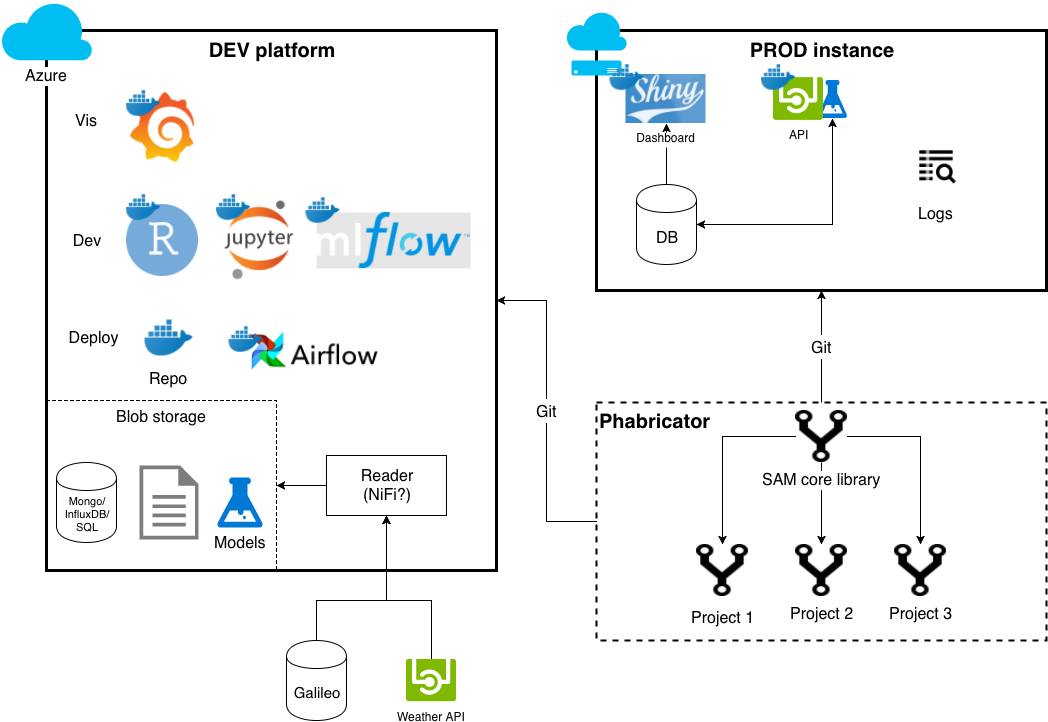 Azure
DEV platform
Vis
Dev
R
jupyter
mlflow™
Deploy
Repo
Airflow
Blob storage
Mongo/
InfluxDB/
SQL
Models
Reader
(NiFi?)
Galileo
Weather API
Git
PROD instance
Shiny
Dashboard
API
DB
Logs
Git
Phabricator
SAM core library
Project 1
Project 2
Project 3